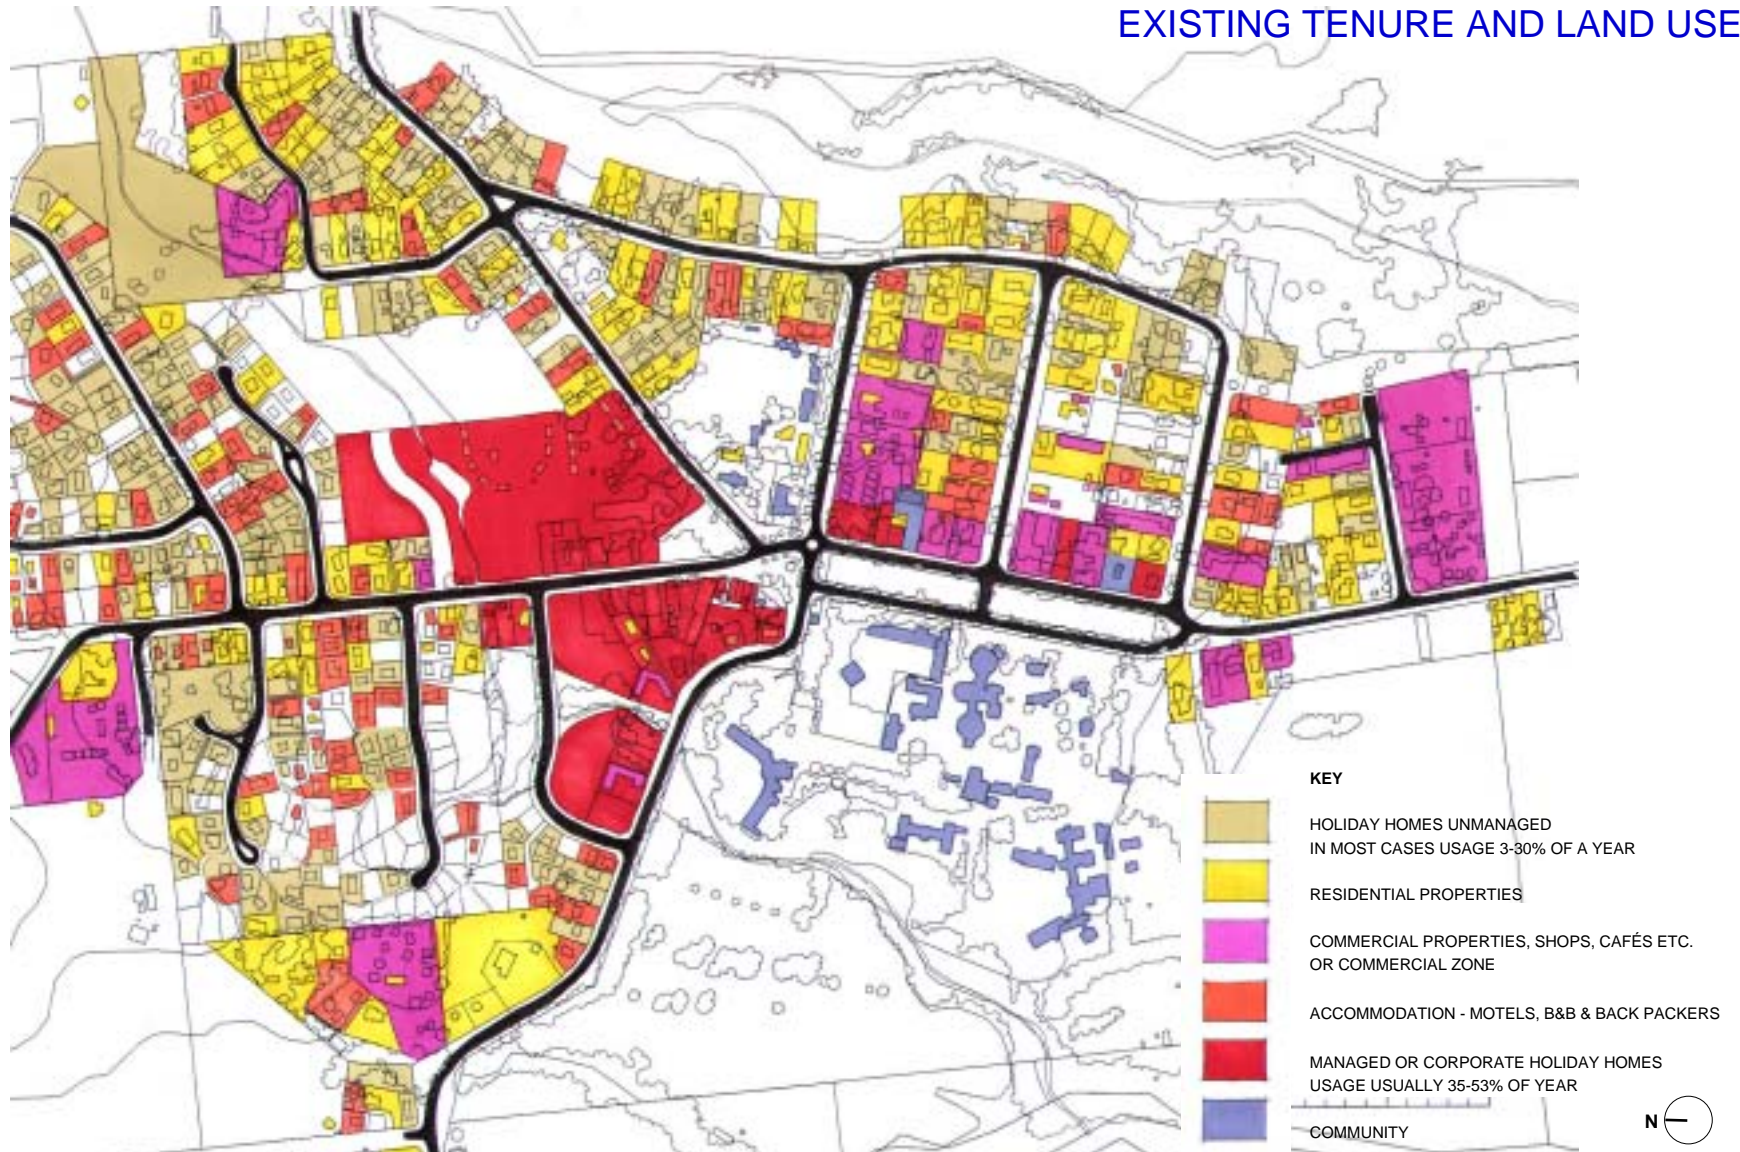 EXISTING TENURE AND LAND USE
KEY
HOLIDAY HOMES UNMANAGED
IN MOST CASES USAGE 3-30% OF A YEAR
RESIDENTIAL PROPERTIES
COMMERCIAL PROPERTIES, SHOPS, CAFÉS ETC.
OR COMMERCIAL ZONE
ACCOMMODATION - MOTELS, B&B & BACK PACKERS
MANAGED OR CORPORATE HOLIDAY HOMES
USAGE USUALLY 35-53% OF YEAR
COMMUNITY
N